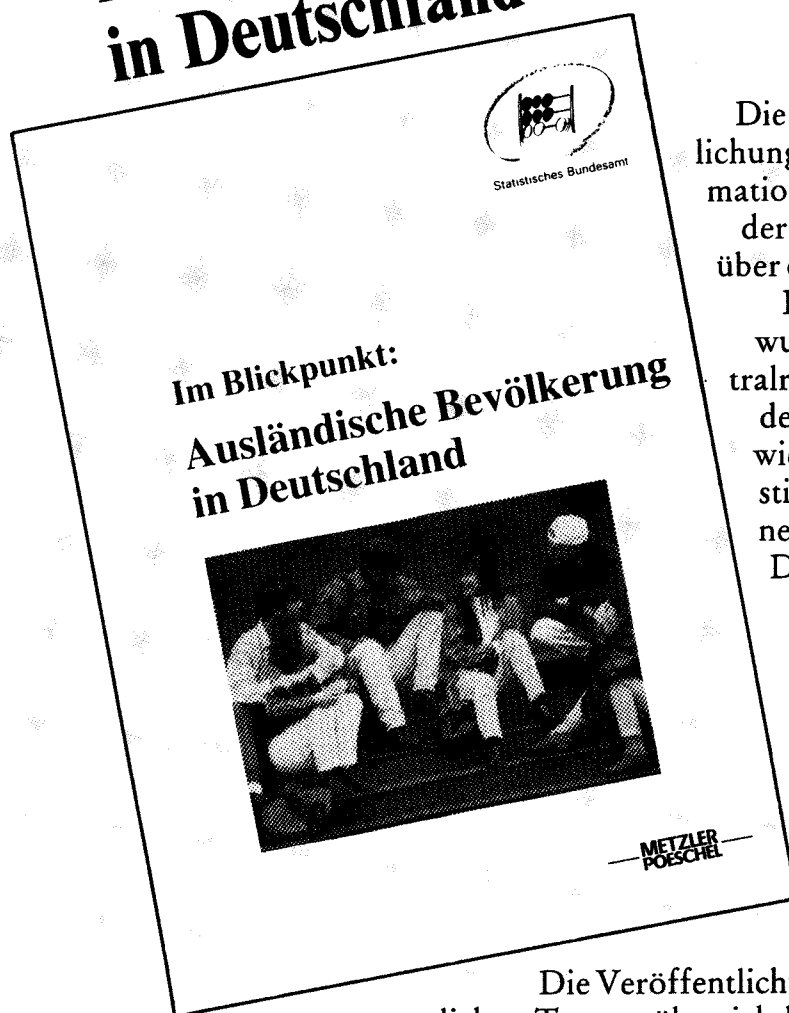 in Deutschland
Statistisches Bundesamt
Im Blickpunkt:
Ausländische Bevölkerung
in Deutschland
METZLER
POESCHEL
Die
lichung
matio
der
über
wu
tralr
de
wi
sti
ne
D
Die Veröffentlich